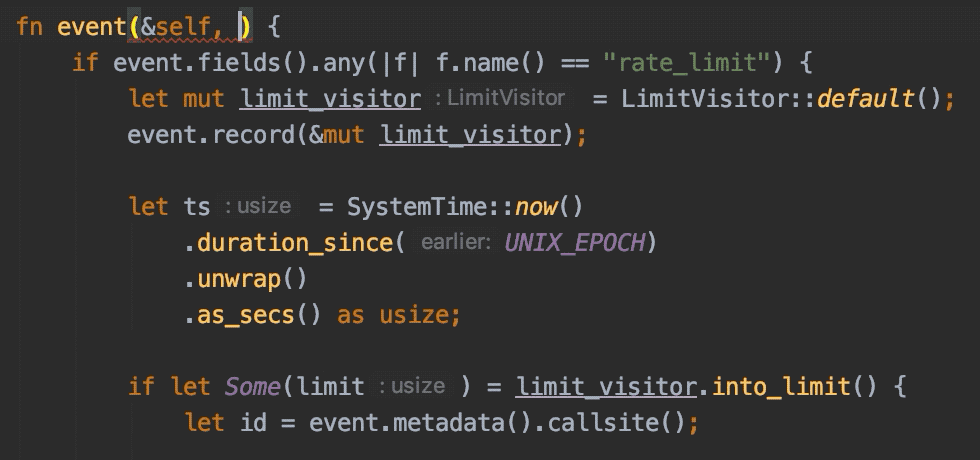 fn event(&self, ) {
    if event.fields().any(|f| f.name() == "rate_limit") {
        let mut limit_visitor : LimitVisitor = LimitVisitor::default();
        event.record(&mut limit_visitor);

        let ts : usize = SystemTime::now()
            .duration_since( earlier: UNIX_EPOCH)
            .unwrap()
            .as_secs() as usize;

        if let Some(limit : usize ) = limit_visitor.into_limit() {
            let id = event.metadata().callsite();